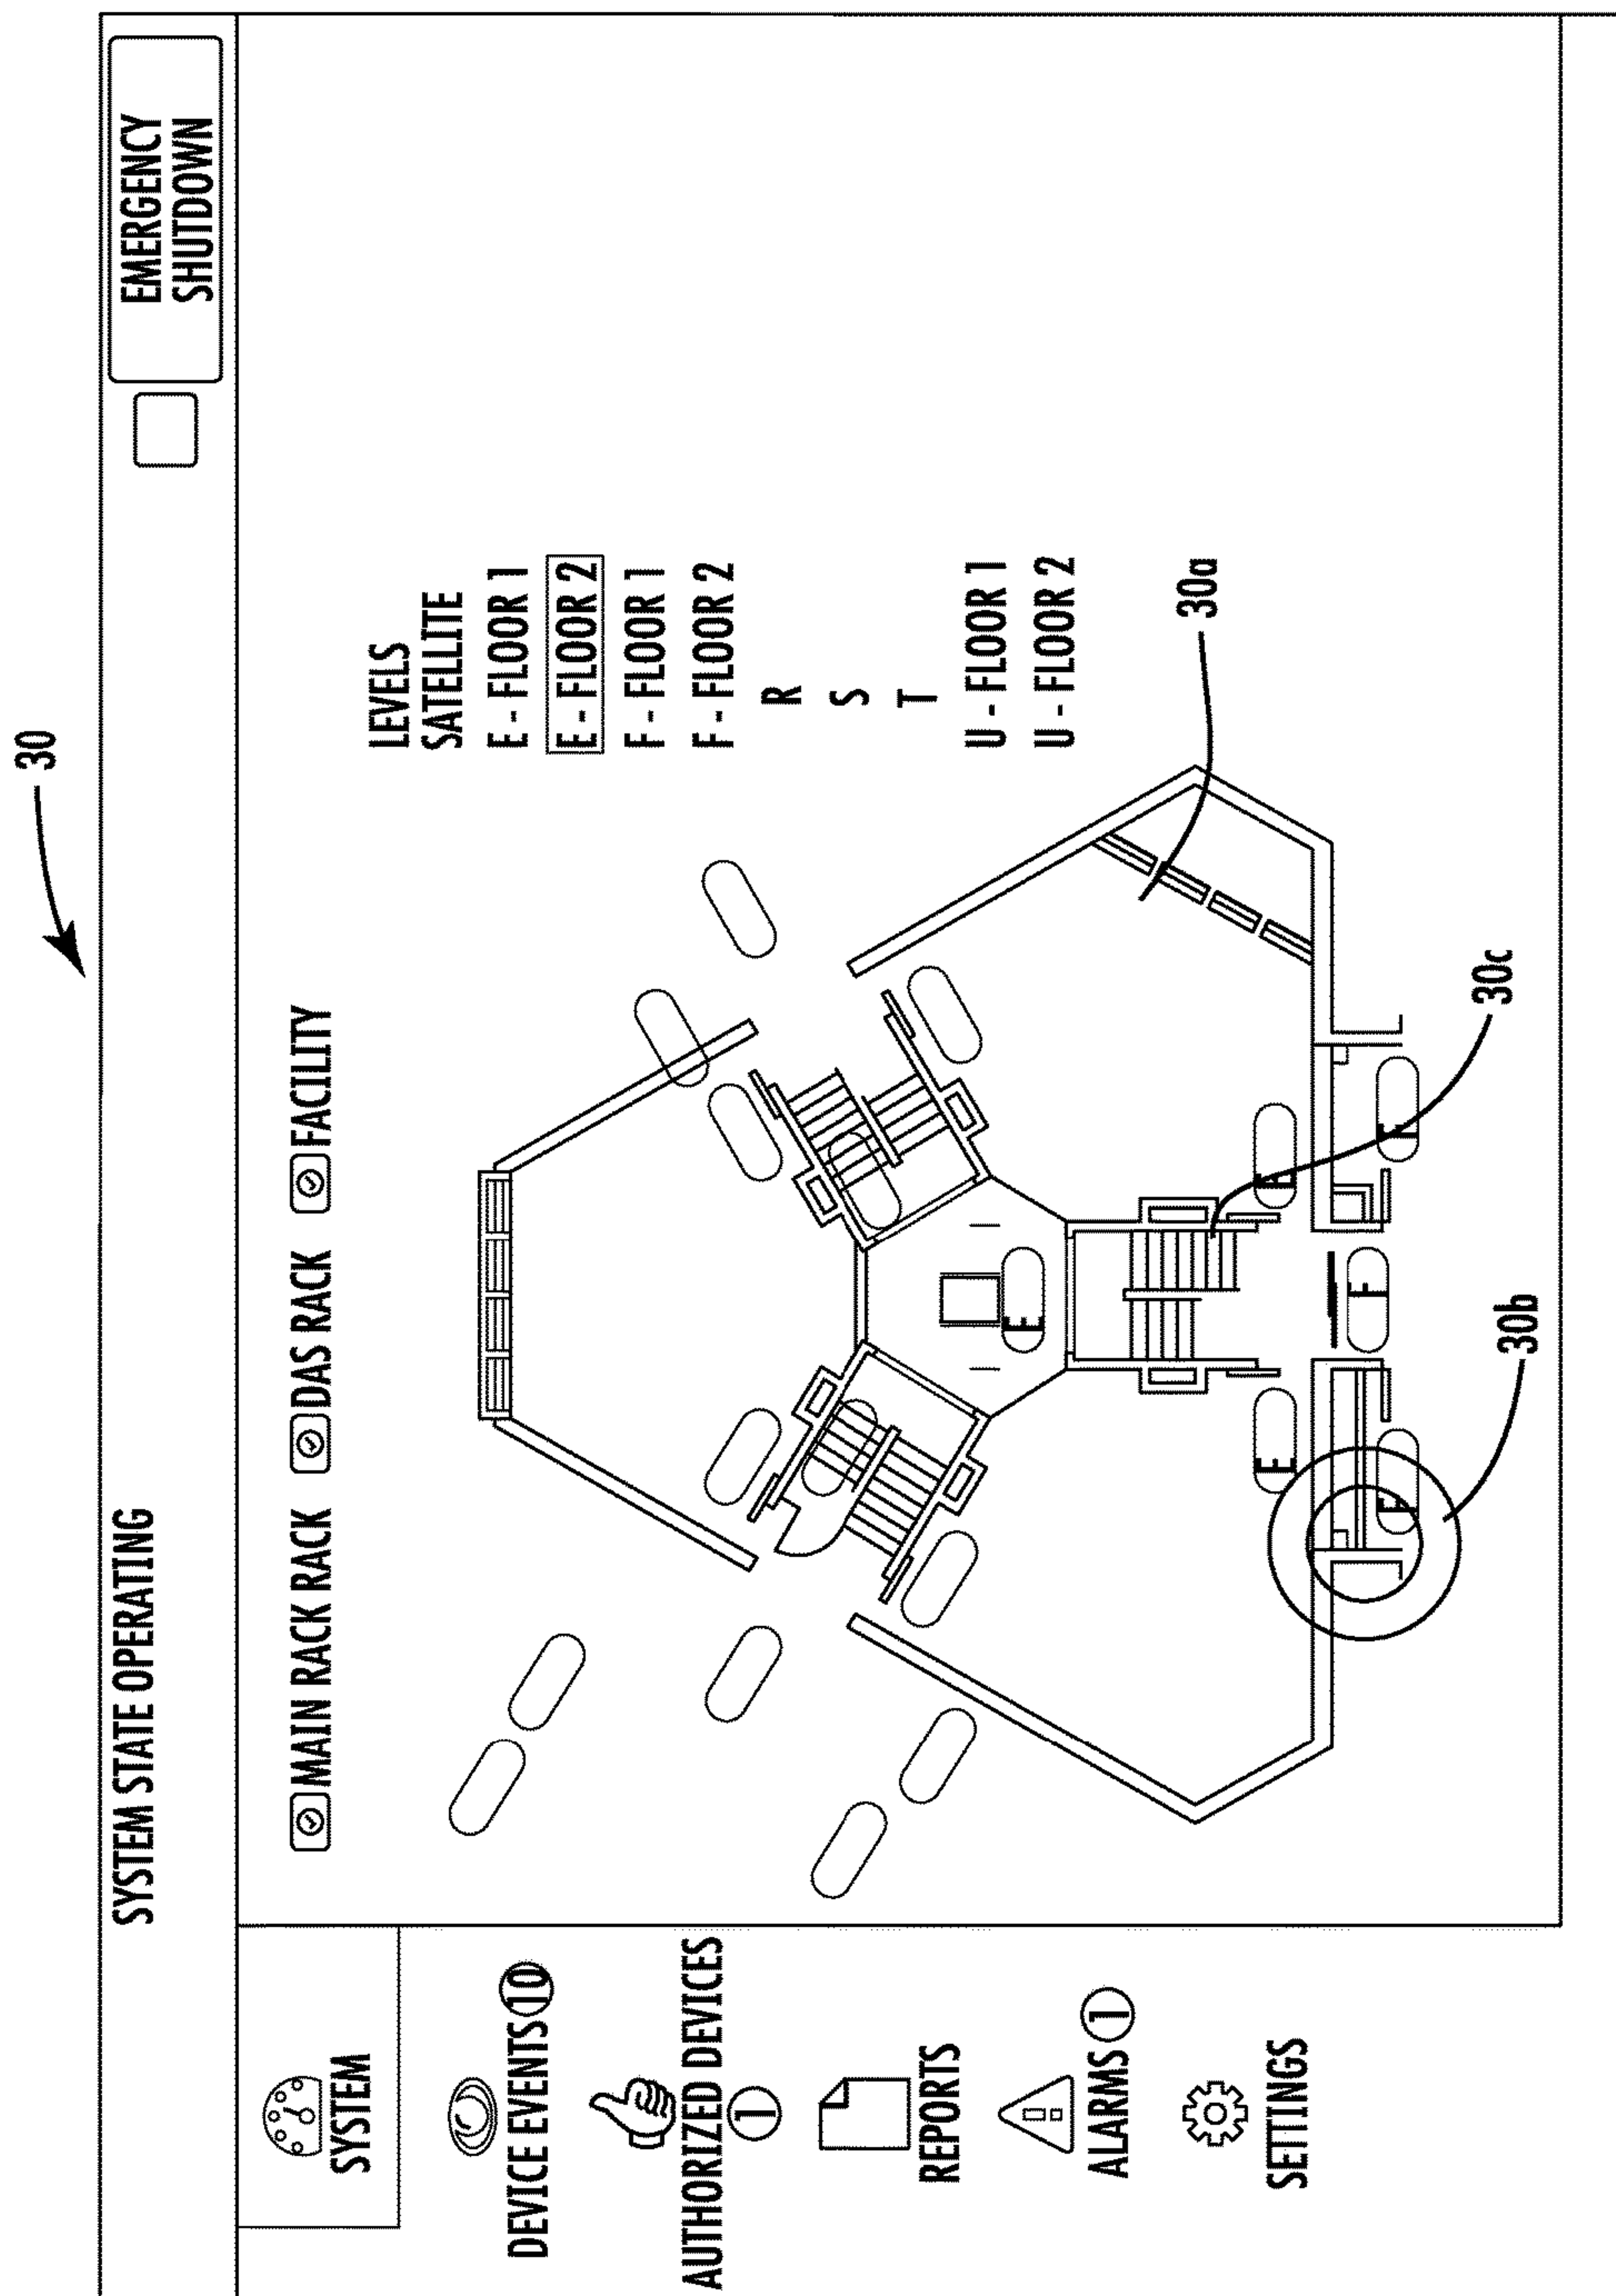 30
SYSTEM STATE OPERATING
EMERGENCY
SHUTDOWN
SYSTEM
DEVICE EVENTS 10
AUTHORIZED DEVICES
1
REPORTS
ALARMS 1
SETTINGS
MAIN RACK RACK
DAS RACK
FACILITY
LEVELS
SATELLITE
E - FLOOR 1
E - FLOOR 2
F - FLOOR 1
F - FLOOR 2
R
S
T
U - FLOOR 1
U - FLOOR 2
30a
E
E
E
E
E
E
30c
30b